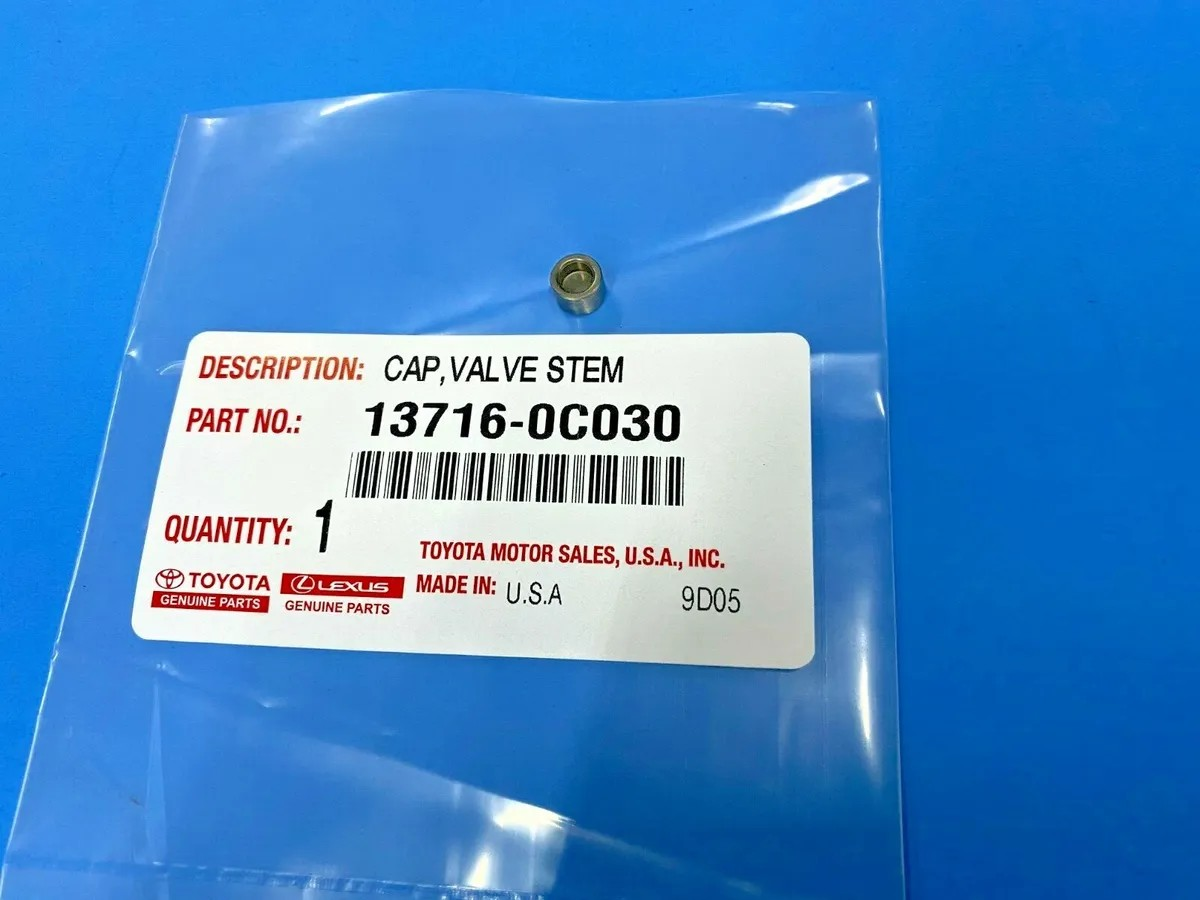 DESCRIPTION: CAP,VALVE STEM
PART NO.: 13716-0C030
QUANTITY: 1
TOYOTA MOTOR SALES, U.S.A., INC.
TOYOTA
GENUINE PARTS
LEXUS
GENUINE PARTS
MADE IN: U.S.A 9D05